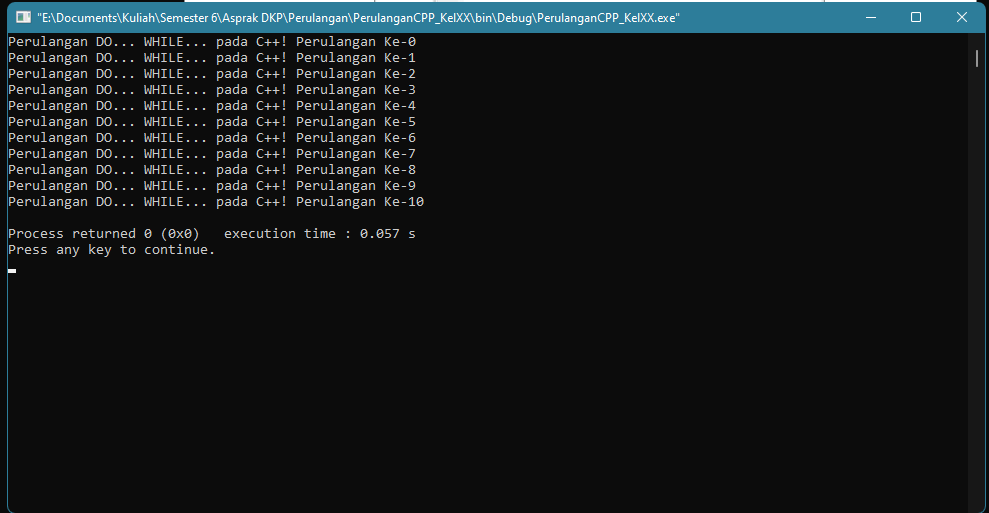 "E:\Documents\Kuliah\Semester 6\Asprak DKP\Perulangan\PerulanganCPP_KelXX\bin\Debug\PerulanganCPP_KelXX.exe"
Perulangan DO... WHILE... pada C++! Perulangan Ke-0
Perulangan DO... WHILE... pada C++! Perulangan Ke-1
Perulangan DO... WHILE... pada C++! Perulangan Ke-2
Perulangan DO... WHILE... pada C++! Perulangan Ke-3
Perulangan DO... WHILE... pada C++! Perulangan Ke-4
Perulangan DO... WHILE... pada C++! Perulangan Ke-5
Perulangan DO... WHILE... pada C++! Perulangan Ke-6
Perulangan DO... WHILE... pada C++! Perulangan Ke-7
Perulangan DO... WHILE... pada C++! Perulangan Ke-8
Perulangan DO... WHILE... pada C++! Perulangan Ke-9
Perulangan DO... WHILE... pada C++! Perulangan Ke-10
Process returned 0 (0x0)   execution time : 0.057 s
Press any key to continue.